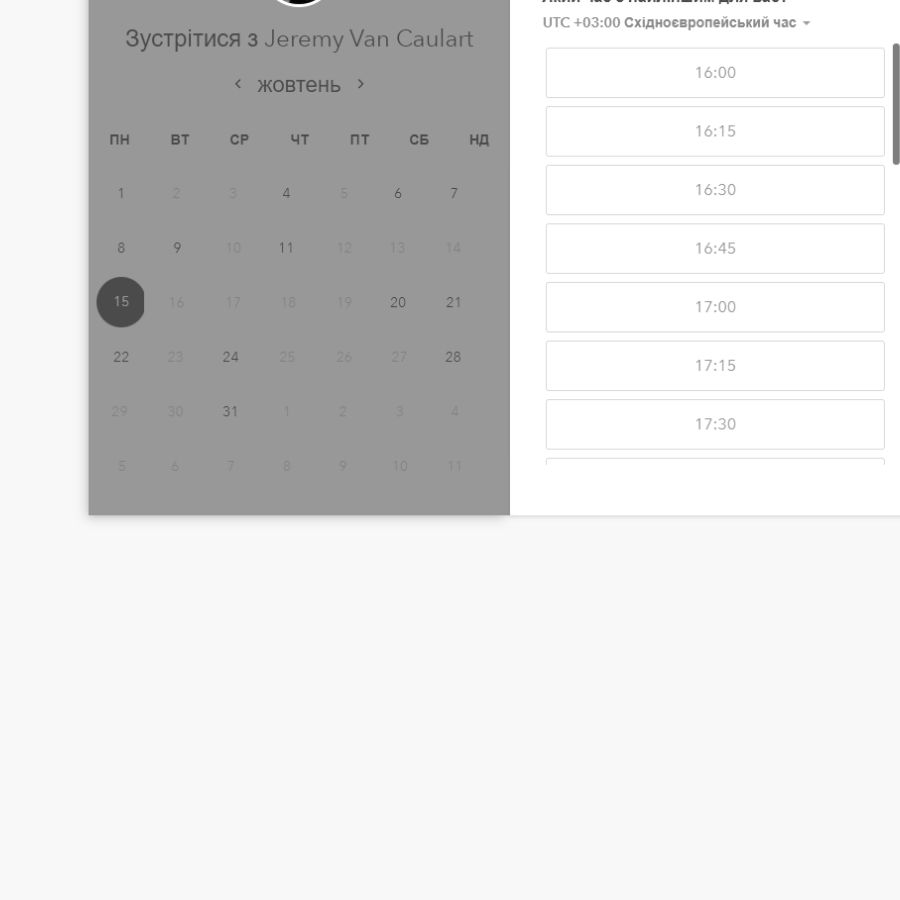 Зустрітися з Jeremy Van Caulart
жовтень
ПН ВТ СР ЧТ ПТ СБ НД
1 2 3 4 5 6 7
8 9 10 11 12 13 14
15 16 17 18 19 20 21
22 23 24 25 26 27 28
29 30 31 1 2 3 4
5 6 7 8 9 10 11
UTC +03:00 Східноєвропейський час
16:00
16:15
16:30
16:45
17:00
17:15
17:30